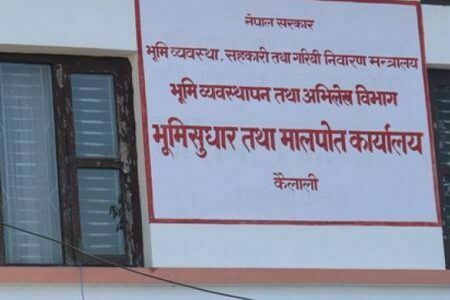 नेपाल सरकार
भूमि व्यवस्था, सहकारी तथा गरिवी निवारण मन्त्रालय
भूमि व्यवस्थापन तथा अभिलेख विभाग
भूमिसुधार तथा मालपोत कार्यालय
कैलाली